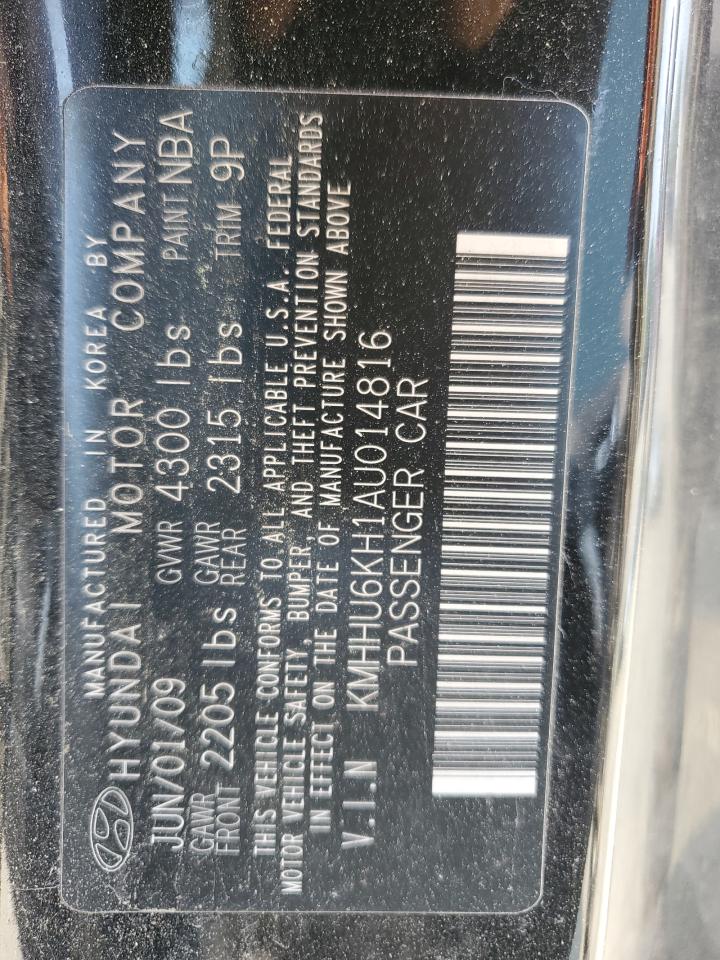 MANUFACTURED IN KOREA BY
HYUNDAI MOTOR COMPANY
JUN/01/09 GVWR 4300 lbs PAINT NBA
GAWR FRONT 2205 lbs GAWR REAR 2315 lbs TRIM 9P
THIS VEHICLE CONFORMS TO ALL APPLICABLE U.S.A. FEDERAL
MOTOR VEHICLE SAFETY, BUMPER, AND THEFT PREVENTION STANDARDS
IN EFFECT ON THE DATE OF MANUFACTURE SHOWN ABOVE
V.I.N KMHHU6KH1AU014816
PASSENGER CAR